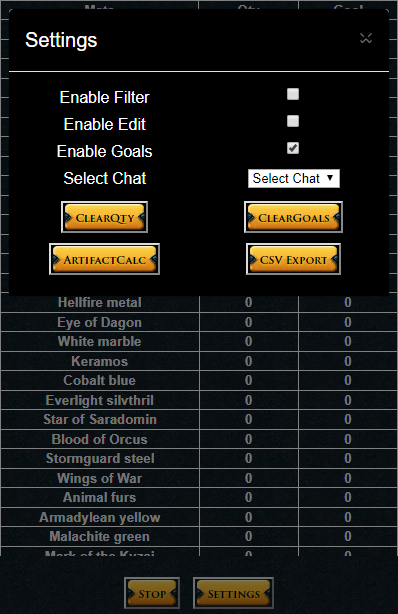 Mats Qty Goal
Settings
Enable Filter
Enable Edit
Enable Goals
Select Chat Select Chat
ClearQty ClearGoals
ArtifactCalc CSV Export
Hellfire metal 0 0
Eye of Dagon 0 0
White marble 0 0
Keramos 0 0
Cobalt blue 0 0
Everlight silvthril 0 0
Star of Saradomin 0 0
Blood of Orcus 0 0
Stormguard steel 0 0
Wings of War 0 0
Animal furs 0 0
Armadylean yellow 0 0
Malachite green 0 0
Mark of the Kyzaj 0 0
Stop Settings